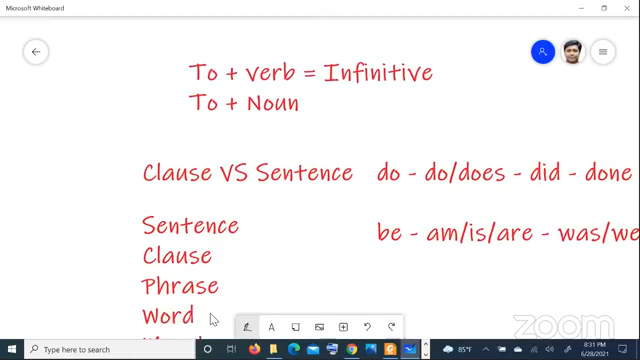 Microsoft Whiteboard
To + verb = Infinitive
To + Noun
Clause VS Sentence do - do/does - did - done
Sentence
be - am/is/are - was/we
Clause
Phrase
Word
zoom
Type here to search
85°F
8:31 PM
6/28/2021